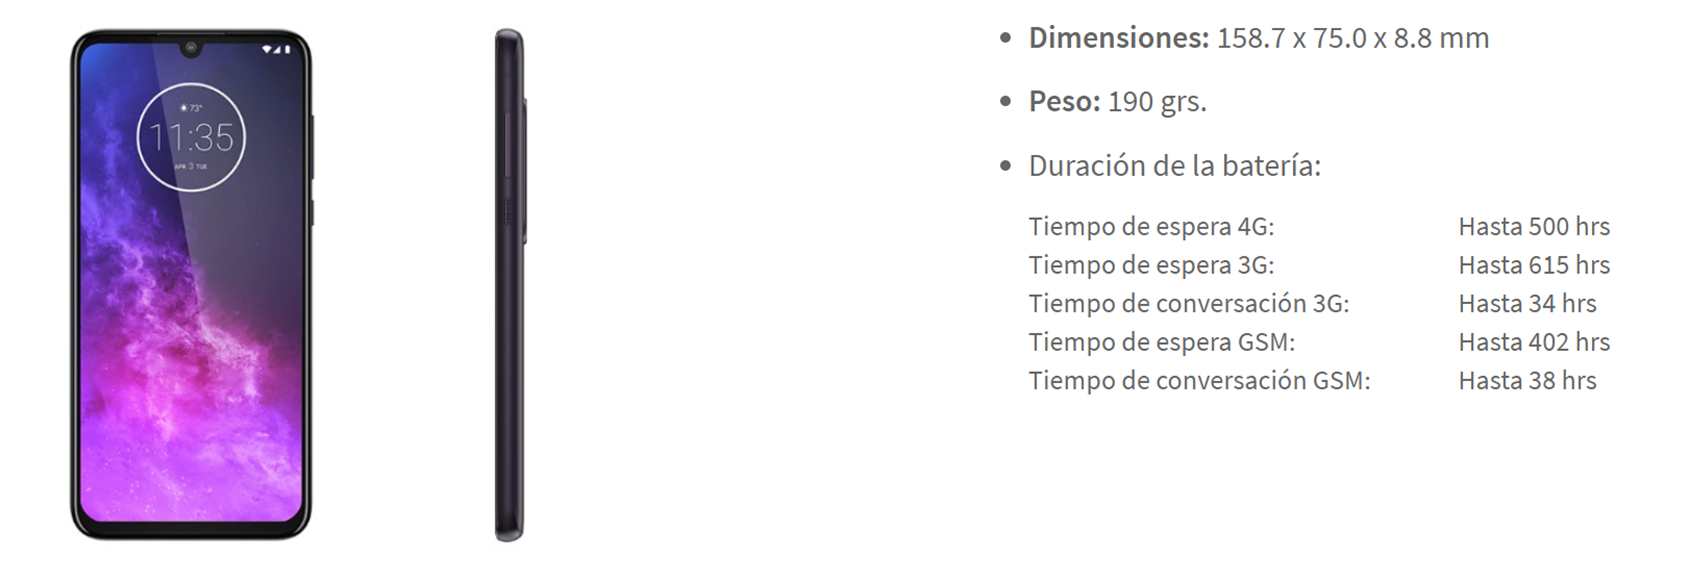 73°
11:35
APR 3 TUE
Dimensiones: 158.7 x 75.0 x 8.8 mm
Peso: 190 grs.
Duración de la batería:
Tiempo de espera 4G: Hasta 500 hrs
Tiempo de espera 3G: Hasta 615 hrs
Tiempo de conversación 3G: Hasta 34 hrs
Tiempo de espera GSM: Hasta 402 hrs
Tiempo de conversación GSM: Hasta 38 hrs